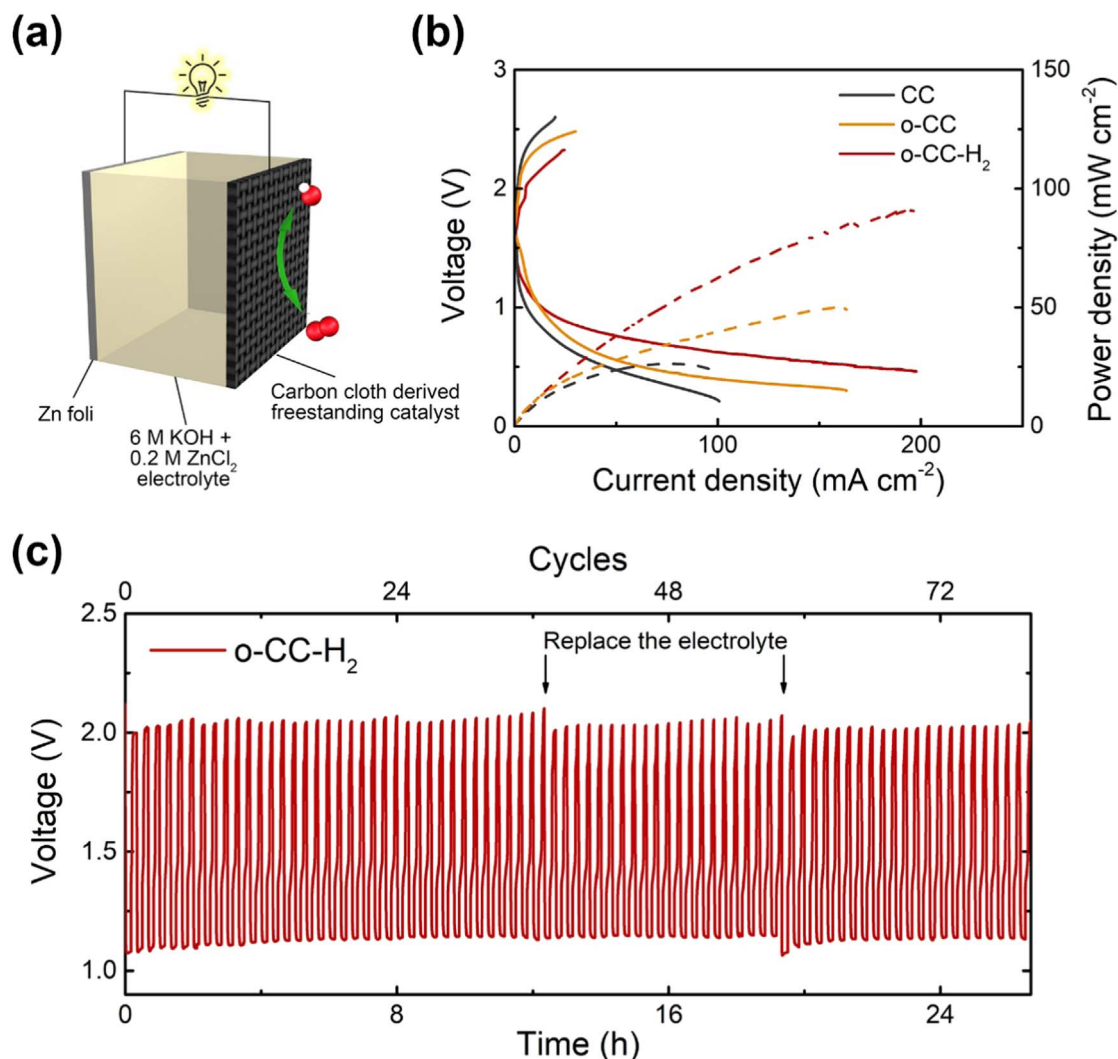 (a)
Zn foli
6 M KOH +
0.2 M ZnCl₂
electrolyte
Carbon cloth derived
freestanding catalyst
(b)
3
2
1
0
Voltage (V)
CC
o-CC
o-CC-H₂
150
100
50
0
Power density (mW cm⁻²)
0 100 200
Current density (mA cm⁻²)
(c)
Cycles
0 24 48 72
2.5
2.0
1.5
1.0
Voltage (V)
o-CC-H₂
Replace the electrolyte
0 8 16 24
Time (h)